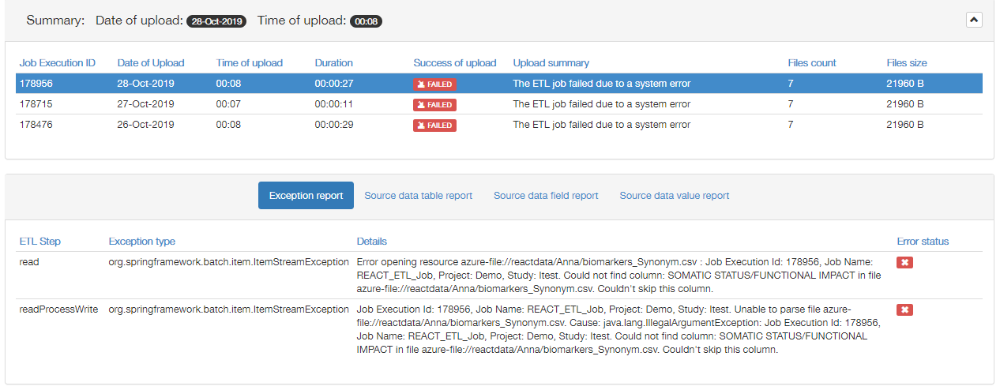 Summary: Date of upload: 28-Oct-2019 Time of upload: 00:08
Job Execution ID Date of Upload Time of upload Duration Success of upload Upload summary Files count Files size
178956 28-Oct-2019 00:08 00:00:27 FAILED The ETL job failed due to a system error 7 21960 B
178715 27-Oct-2019 00:07 00:00:11 FAILED The ETL job failed due to a system error 7 21960 B
178476 26-Oct-2019 00:08 00:00:29 FAILED The ETL job failed due to a system error 7 21960 B
Exception report Source data table report Source data field report Source data value report
ETL Step Exception type Details Error status
read org.springframework.batch.item.ItemStreamException Error opening resource azure-file://reactdata/Anna/biomarkers_Synonym.csv : Job Execution Id: 178956, Job Name:
REACT_ETL_Job, Project: Demo, Study: Itest. Could not find column: SOMATIC STATUS/FUNCTIONAL IMPACT in file
azure-file://reactdata/Anna/biomarkers_Synonym.csv. Couldn't skip this column.
readProcessWrite org.springframework.batch.item.ItemStreamException Job Execution Id: 178956, Job Name: REACT_ETL_Job, Project: Demo, Study: Itest. Unable to parse file azure-
file://reactdata/Anna/biomarkers_Synonym.csv. Cause: java.lang.IllegalArgumentException: Job Execution Id: 178956,
Job Name: REACT_ETL_Job, Project: Demo, Study: Itest. Could not find column: SOMATIC STATUS/FUNCTIONAL
IMPACT in file azure-file://reactdata/Anna/biomarkers_Synonym.csv. Couldn't skip this column.